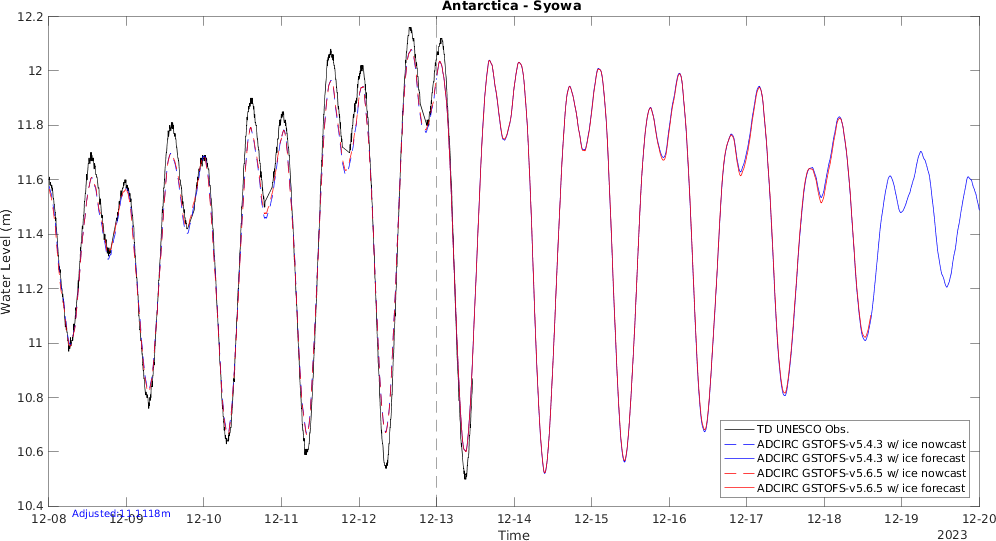 Antarctica - Syowa
12.2
12
11.8
11.6
11.4
11.2
11
10.8
10.6
10.4
Water Level (m)
TD UNESCO Obs.
ADCIRC GSTOFS-v5.4.3 w/ ice nowcast
ADCIRC GSTOFS-v5.4.3 w/ ice forecast
ADCIRC GSTOFS-v5.6.5 w/ ice nowcast
ADCIRC GSTOFS-v5.6.5 w/ ice forecast
Adjusted:11.1118m
12-08 12-09 12-10 12-11 12-12 12-13 12-14 12-15 12-16 12-17 12-18 12-19 12-20
Time
2023